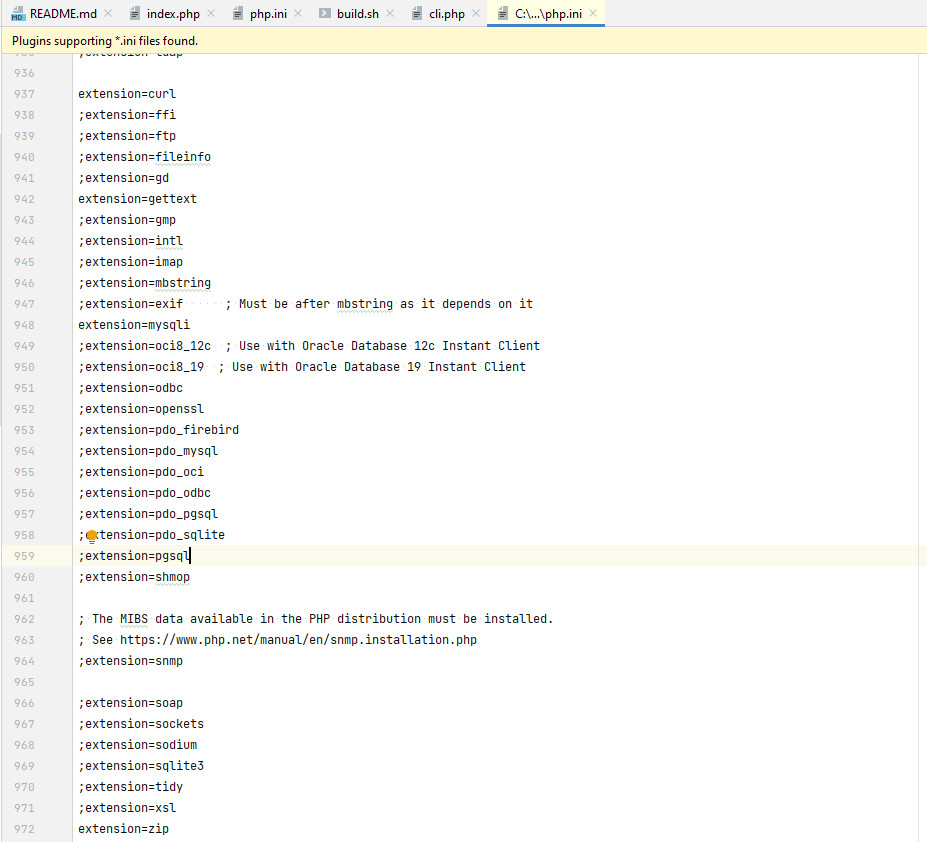 README.md index.php php.ini build.sh cli.php C:\...\php.ini
Plugins supporting *.ini files found.
936
937 extension=curl
938 ;extension=ffi
939 ;extension=ftp
940 ;extension=fileinfo
941 ;extension=gd
942 extension=gettext
943 ;extension=gmp
944 ;extension=intl
945 ;extension=imap
946 ;extension=mbstring
947 ;extension=exif ; Must be after mbstring as it depends on it
948 extension=mysqli
949 ;extension=oci8_12c ; Use with Oracle Database 12c Instant Client
950 ;extension=oci8_19 ; Use with Oracle Database 19 Instant Client
951 ;extension=odbc
952 ;extension=openssl
953 ;extension=pdo_firebird
954 ;extension=pdo_mysql
955 ;extension=pdo_oci
956 ;extension=pdo_odbc
957 ;extension=pdo_pgsql
958 ;extension=pdo_sqlite
959 ;extension=pgsql
960 ;extension=shmop
961
962 ; The MIBS data available in the PHP distribution must be installed.
963 ; See https://www.php.net/manual/en/snmp.installation.php
964 ;extension=snmp
965
966 ;extension=soap
967 ;extension=sockets
968 ;extension=sodium
969 ;extension=sqlite3
970 ;extension=tidy
971 ;extension=xsl
972 extension=zip